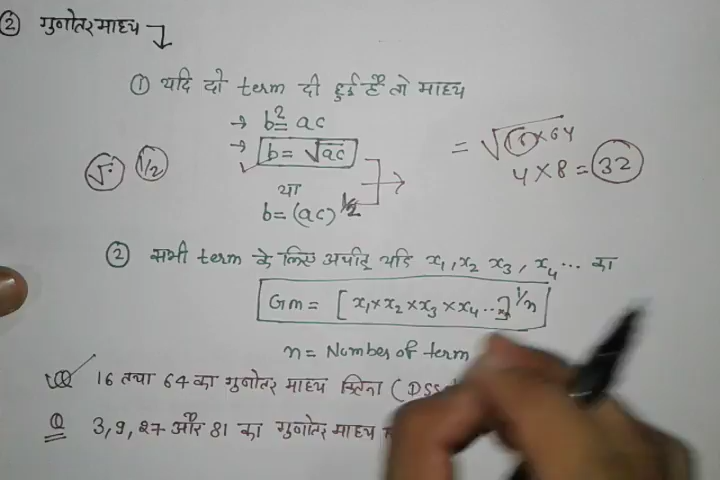 ② गुणोतर माध्य
① यदि दो term दी हुई है तो माध्य
→ b² = ac
→ b = √ac
√· 1/2
या
b = (ac)^1/2
= √16×64
4 × 8 = 32
② सभी term के लिए अर्थात् यदि x₁, x₂ x₃, x₄ ... का
Gm = [x₁ × x₂ × x₃ × x₄ ...]^1/n
n = Number of term
Q 16 तथा 64 का गुणोतर माध्य कितना (DSS
Q 3, 9, 27 और 81 का गुणोतर माध्य